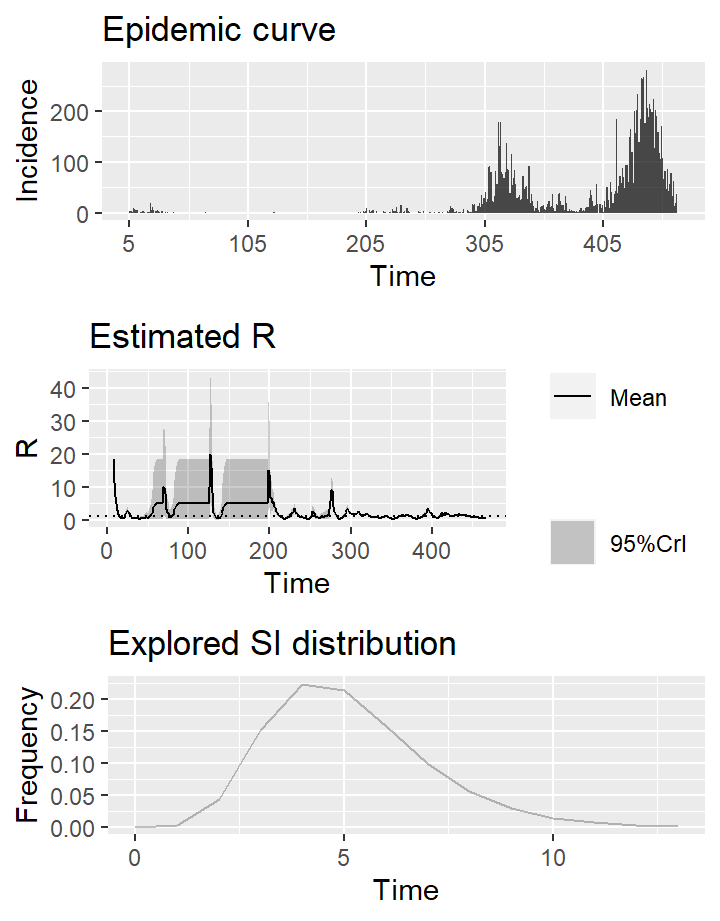 Epidemic curve
Incidence
200
100
0
5 105 205 305 405
Time
Estimated R
R
40
30
20
10
0
0 100 200 300 400
Time
Mean
95%CrI
Explored SI distribution
Frequency
0.20
0.15
0.10
0.05
0.00
0 5 10
Time